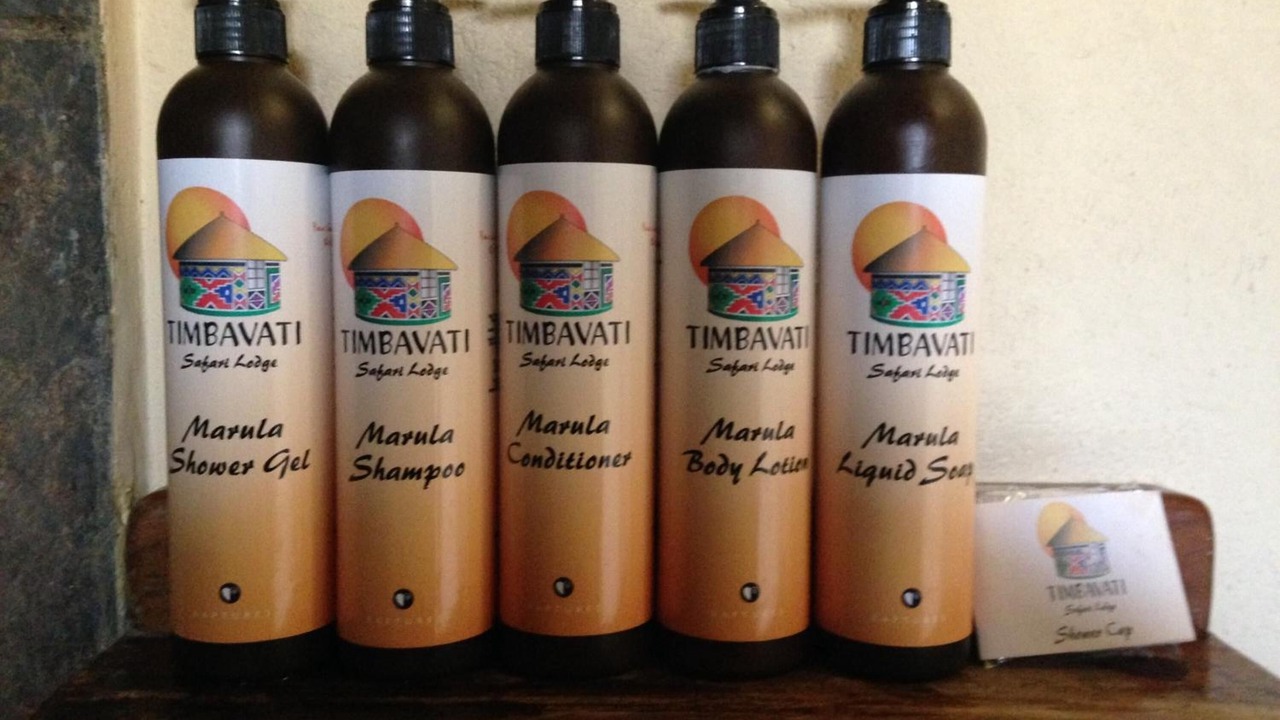 TIMBAVATI
Safari Lodge
Marula
Shower Gel
TIMBAVATI
Safari Lodge
Marula
Shampoo
TIMBAVATI
Safari Lodge
Marula
Conditioner
TIMBAVATI
Safari Lodge
Marula
Body Lotion
TIMBAVATI
Safari Lodge
Marula
Liquid Soap
TIMBAVATI
Safari Lodge
Shower Cap